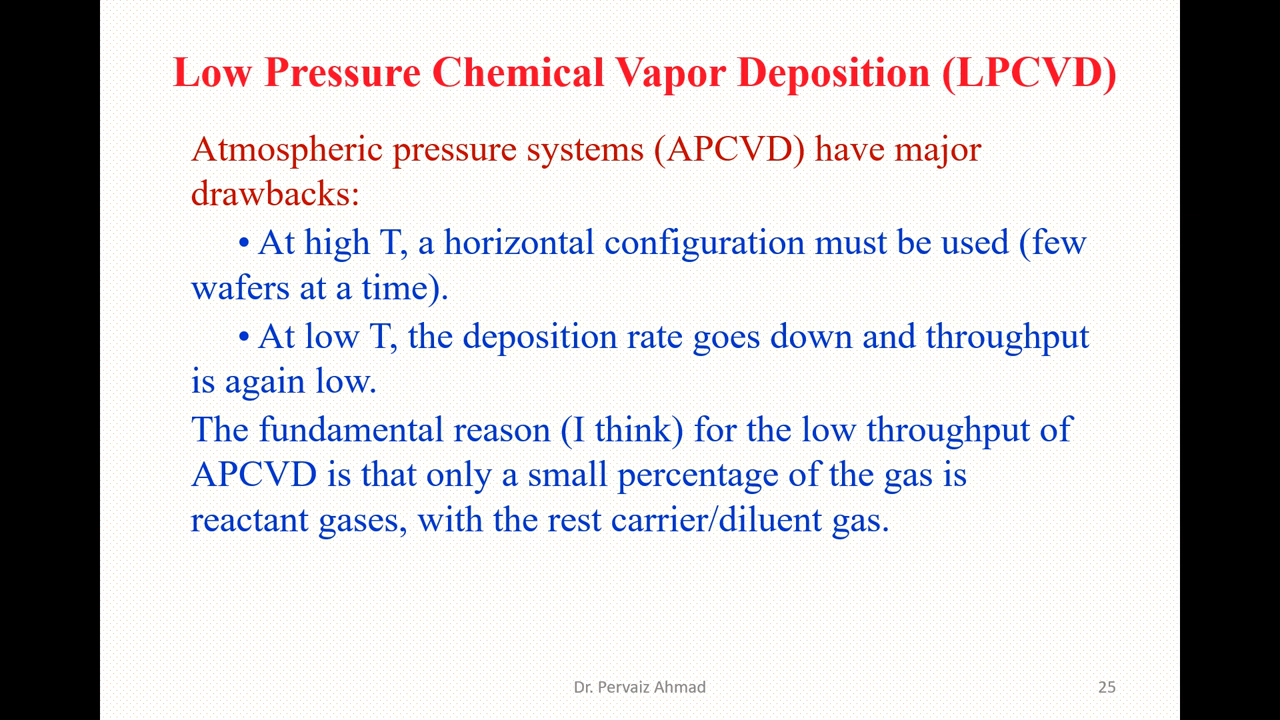 Low Pressure Chemical Vapor Deposition (LPCVD)
Atmospheric pressure systems (APCVD) have major
drawbacks:
• At high T, a horizontal configuration must be used (few
wafers at a time).
• At low T, the deposition rate goes down and throughput
is again low.
The fundamental reason (I think) for the low throughput of
APCVD is that only a small percentage of the gas is
reactant gases, with the rest carrier/diluent gas.
Dr. Pervaiz Ahmad
25